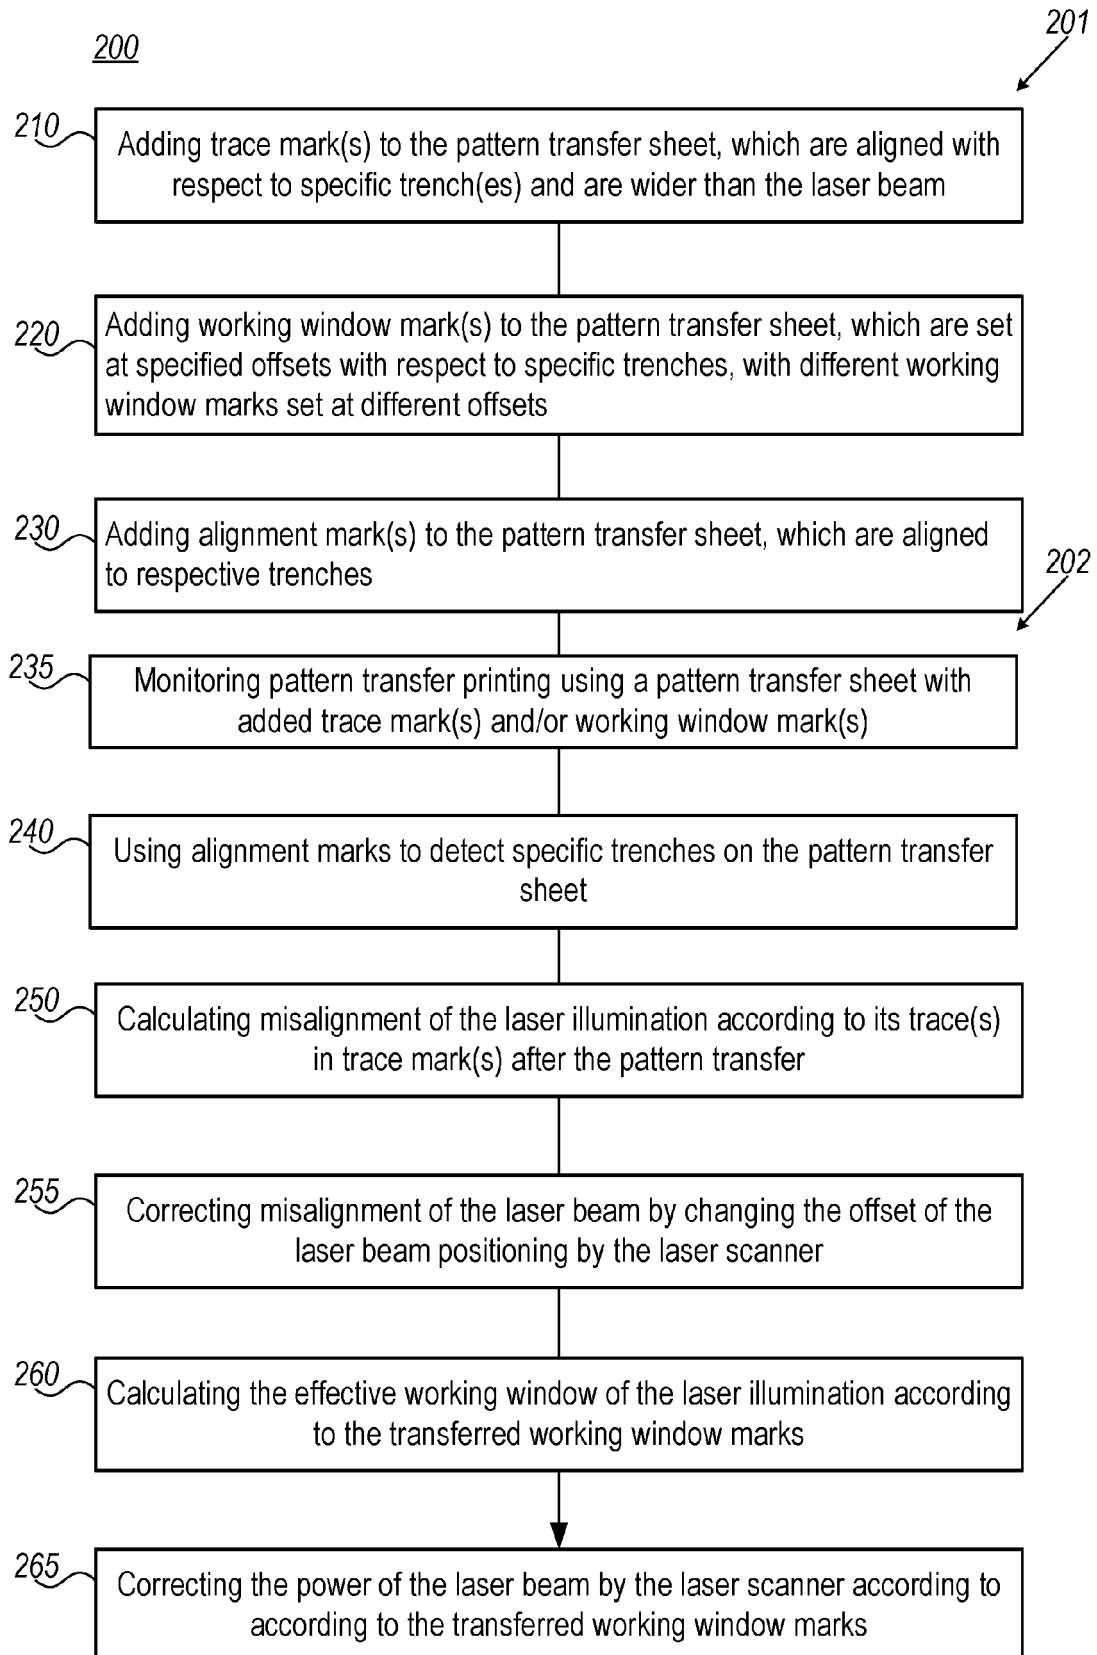 201
200
210
Adding trace mark(s) to the pattern transfer sheet, which are aligned with
respect to specific trench(es) and are wider than the laser beam
220
Adding working window mark(s) to the pattern transfer sheet, which are set
at specified offsets with respect to specific trenches, with different working
window marks set at different offsets
230
Adding alignment mark(s) to the pattern transfer sheet, which are aligned
to respective trenches
202
235
Monitoring pattern transfer printing using a pattern transfer sheet with
added trace mark(s) and/or working window mark(s)
240
Using alignment marks to detect specific trenches on the pattern transfer
sheet
250
Calculating misalignment of the laser illumination according to its trace(s)
in trace mark(s) after the pattern transfer
255
Correcting misalignment of the laser beam by changing the offset of the
laser beam positioning by the laser scanner
260
Calculating the effective working window of the laser illumination according
to the transferred working window marks
265
Correcting the power of the laser beam by the laser scanner according to
according to the transferred working window marks